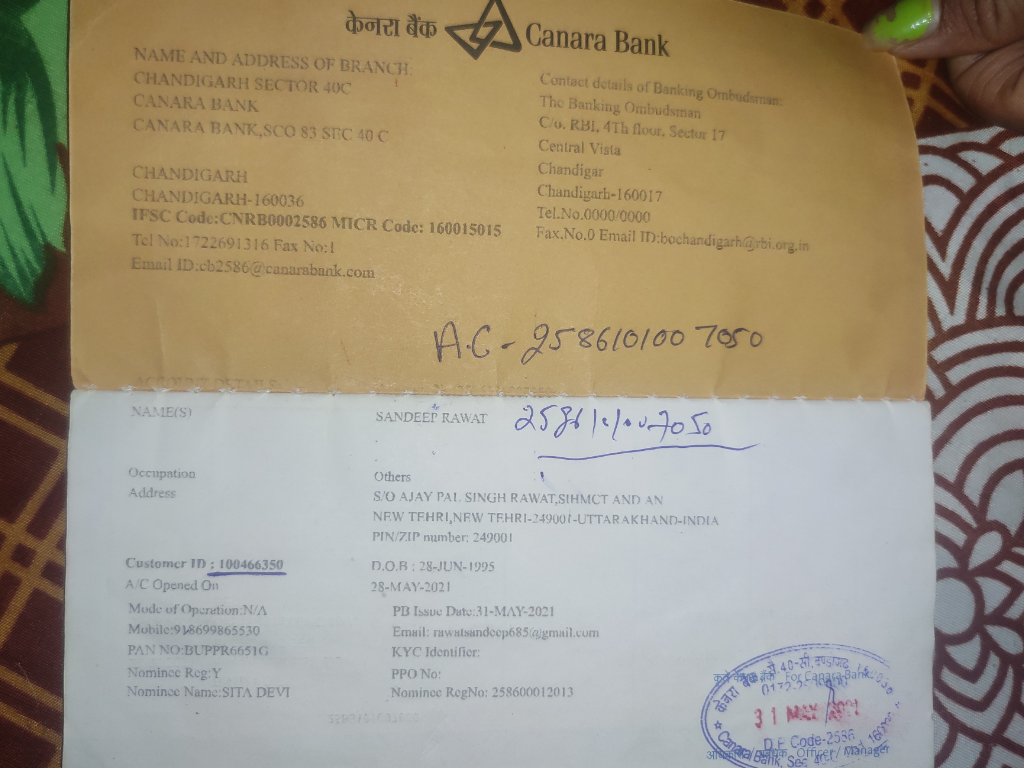 केनरा बैंक Canara Bank
NAME AND ADDRESS OF BRANCH:
CHANDIGARH SECTOR 40C
CANARA BANK
CANARA BANK,SCO 83 SEC 40 C
CHANDIGARH
CHANDIGARH-160036
IFSC Code:CNRB0002586 MICR Code: 160015015
Tel No:1722691316 Fax No:1
Email ID:cb2586@canarabank.com
Contact details of Banking Ombudsman:
The Banking Ombudsman
C/o. RBI, 4Th floor, Sector 17
Central Vista
Chandigar
Chandigarh-160017
Tel.No.0000/0000
Fax.No.0 Email ID:bochandigarh@rbi.org.in
A.C - 2586101007050
ACCOUNT DETAILS
NAME(S) SANDEEP RAWAT 2586101007050
Occupation Others
Address S/O AJAY PAL SINGH RAWAT,SIHMCT AND AN
NEW TEHRI,NEW TEHRI-249001-UTTARAKHAND-INDIA
PIN/ZIP number: 249001
Customer ID : 100466350 D.O.B : 28-JUN-1995
A/C Opened On 28-MAY-2021
Mode of Operation:N/A PB Issue Date:31-MAY-2021
Mobile:918699865530 Email: rawatsandeep685@gmail.com
PAN NO:BUPPR6651G KYC Identifier:
Nominee Reg:Y PPO No:
Nominee Name:SITA DEVI Nominee RegNo: 258600012013
केनरा बैंक
For Canara Bank
31 MAY 2021
D.P. Code-2586
Canara Bank, Sec
Officer / Manager